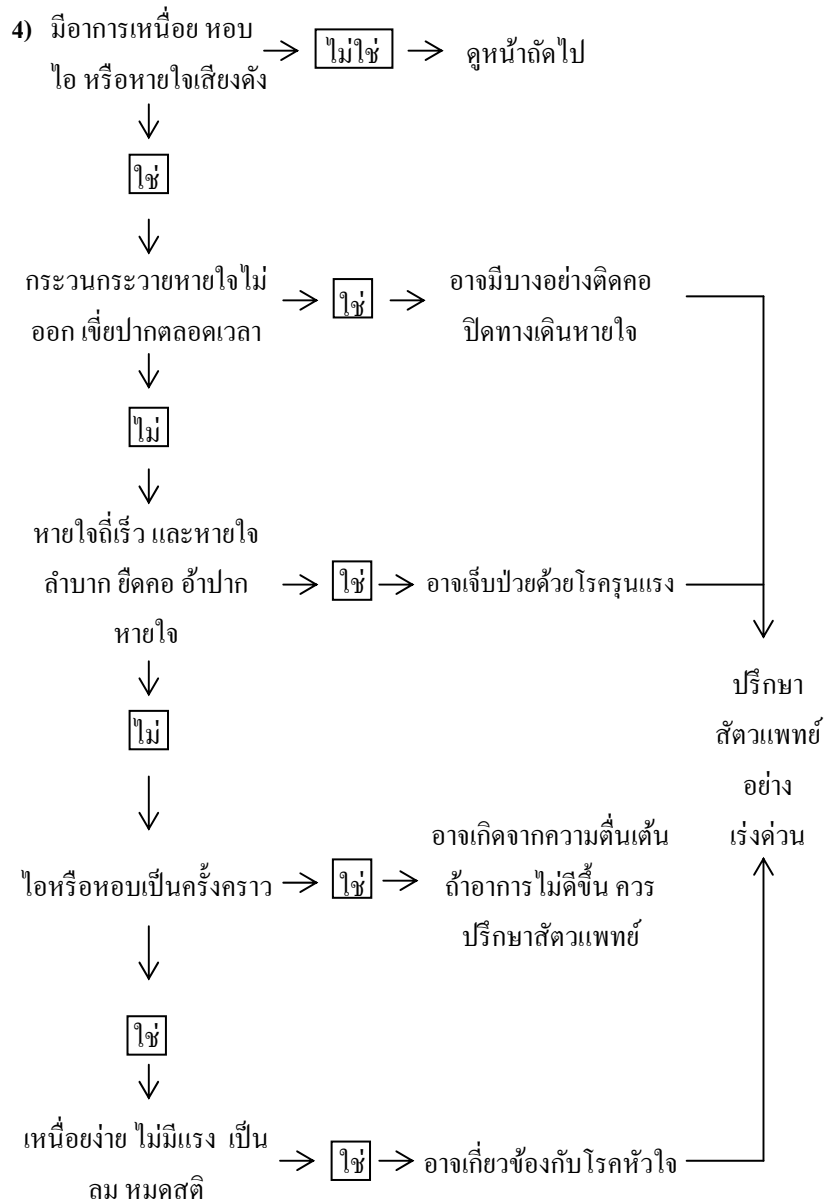 4) มีอาการเหนื่อย หอบ
ไอ หรือหายใจเสียงดัง
ไม่ใช่
ดูหน้าถัดไป
ใช่
กระวนกระวายหายใจไม่
ออก เขี่ยปากตลอดเวลา
ใช่
อาจมีบางอย่างติดคอ
ปิดทางเดินหายใจ
ไม่
หายใจถี่เร็ว และหายใจ
ลำบาก ยืดคอ อ้าปาก
หายใจ
ใช่
อาจเจ็บป่วยด้วยโรครุนแรง
ไม่
ปรึกษา
สัตวแพทย์
อย่าง
เร่งด่วน
ไอหรือหอบเป็นครั้งคราว
ใช่
อาจเกิดจากความตื่นเต้น
ถ้าอาการไม่ดีขึ้น ควร
ปรึกษาสัตวแพทย์
ใช่
เหนื่อยง่าย ไม่มีแรง เป็น
ลม หมดสติ
ใช่
อาจเกี่ยวข้องกับโรคหัวใจ